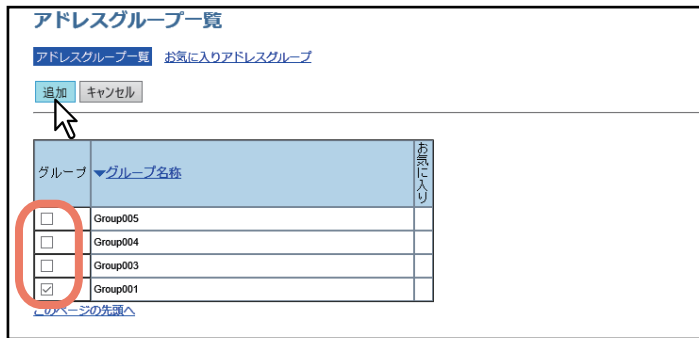 アドレスグループ一覧
アドレスグループ一覧 お気に入りアドレスグループ
追加 キャンセル
グループ ▼グループ名称 お気に入り
Group005
Group004
Group003
Group001
このページの先頭へ